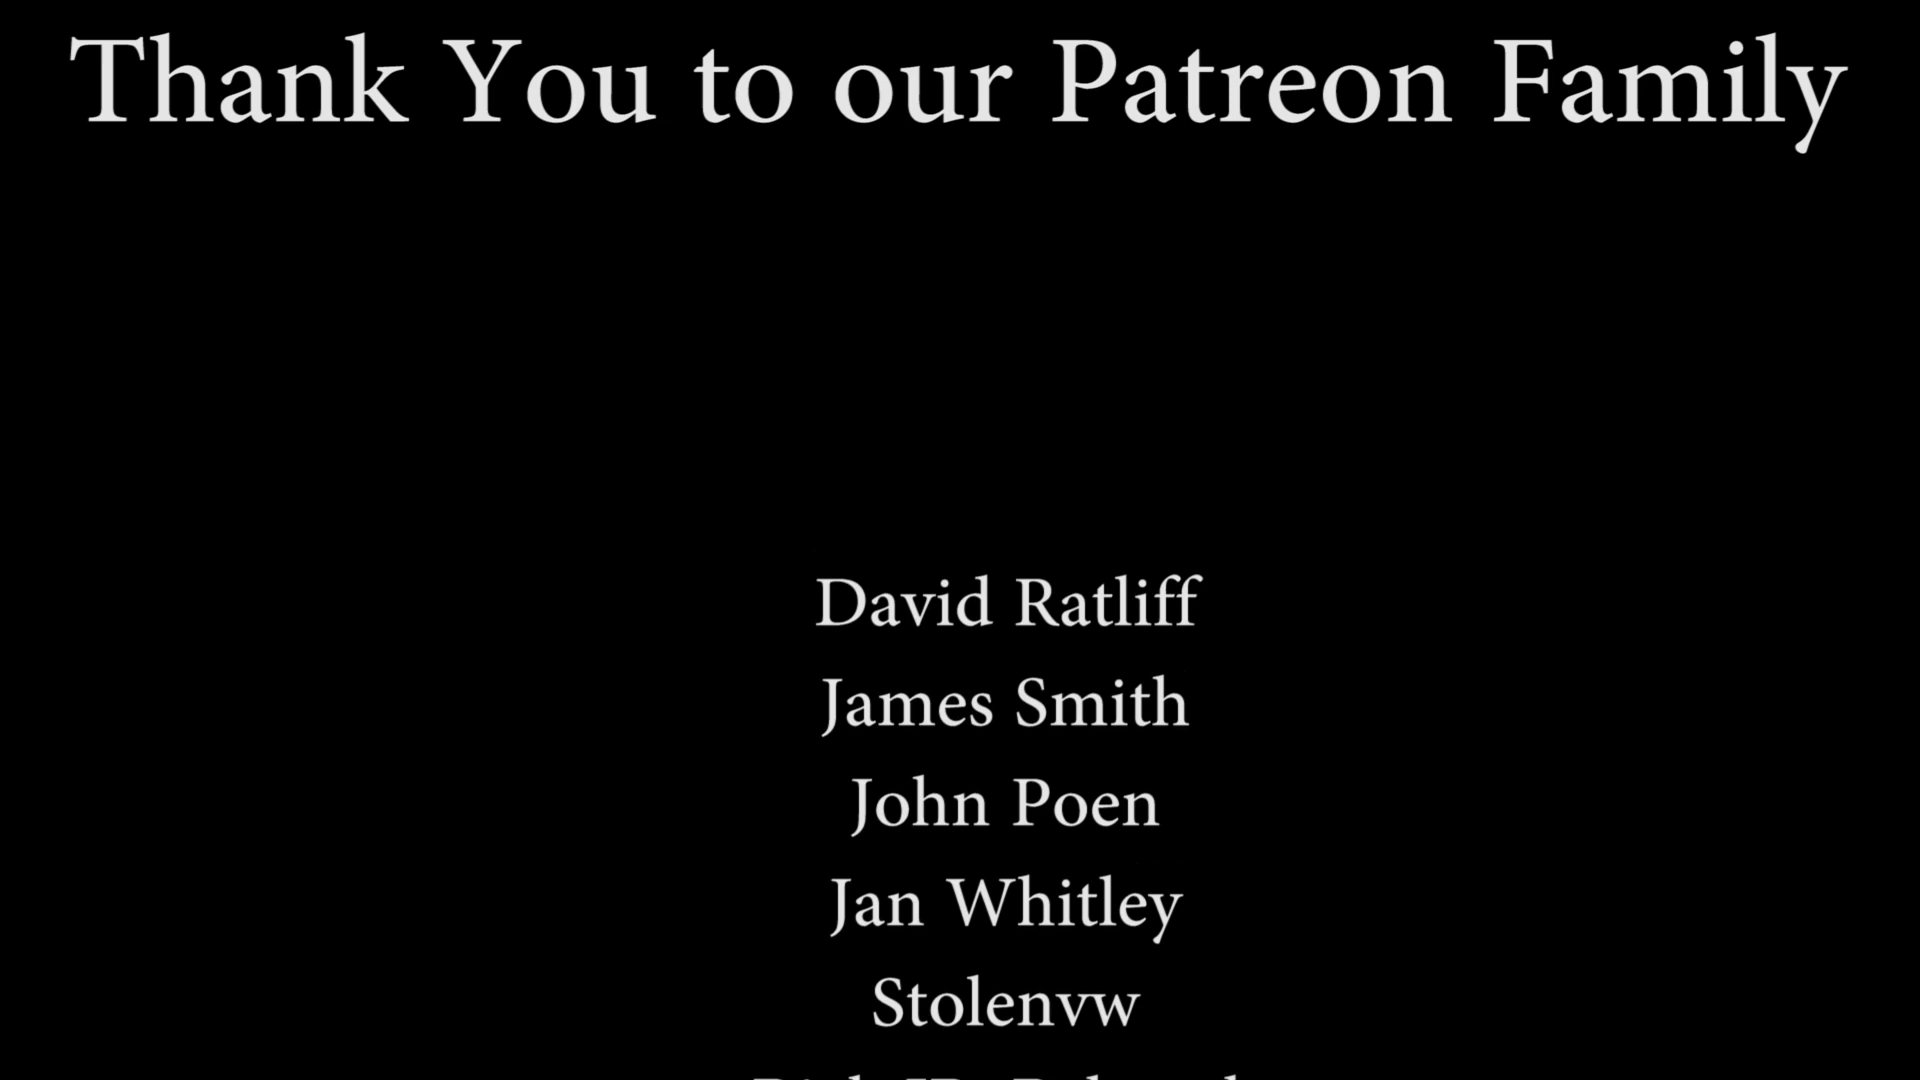 Thank You to our Patreon Family
David Ratliff
James Smith
John Poen
Jan Whitley
Stolenvw